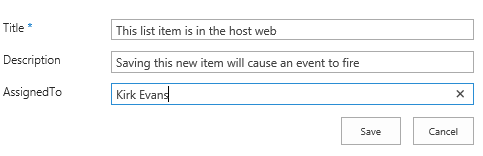 Title * This list item is in the host web
Description Saving this new item will cause an event to fire
AssignedTo Kirk Evans ×
Save Cancel